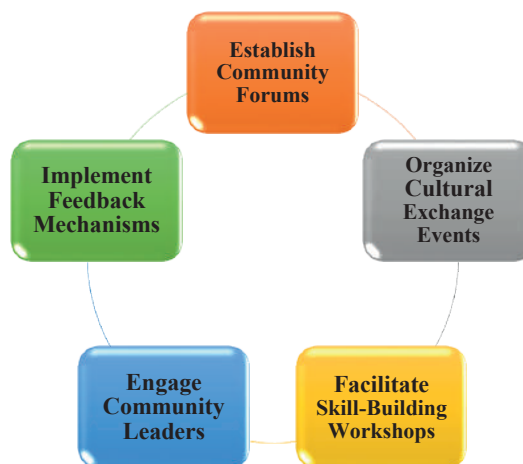 Establish
Community
Forums
Organize
Cultural
Exchange
Events
Facilitate
Skill-Building
Workshops
Engage
Community
Leaders
Implement
Feedback
Mechanisms